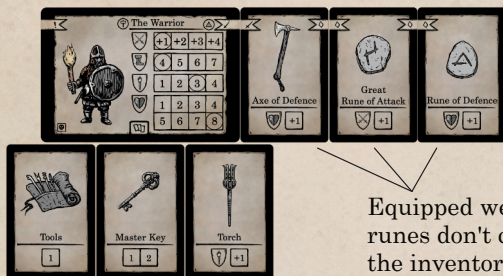 The Warrior
+1 +2 +3 +4
4 5 6 7
1 2 3 4
1 2 3 4
5 6 7 8
Axe of Defence
+1
Great
Rune of Attack
+1
Rune of Defence
+1
Tools
1
Master Key
1 2
Torch
+1
Equipped we
runes don't
the inventor